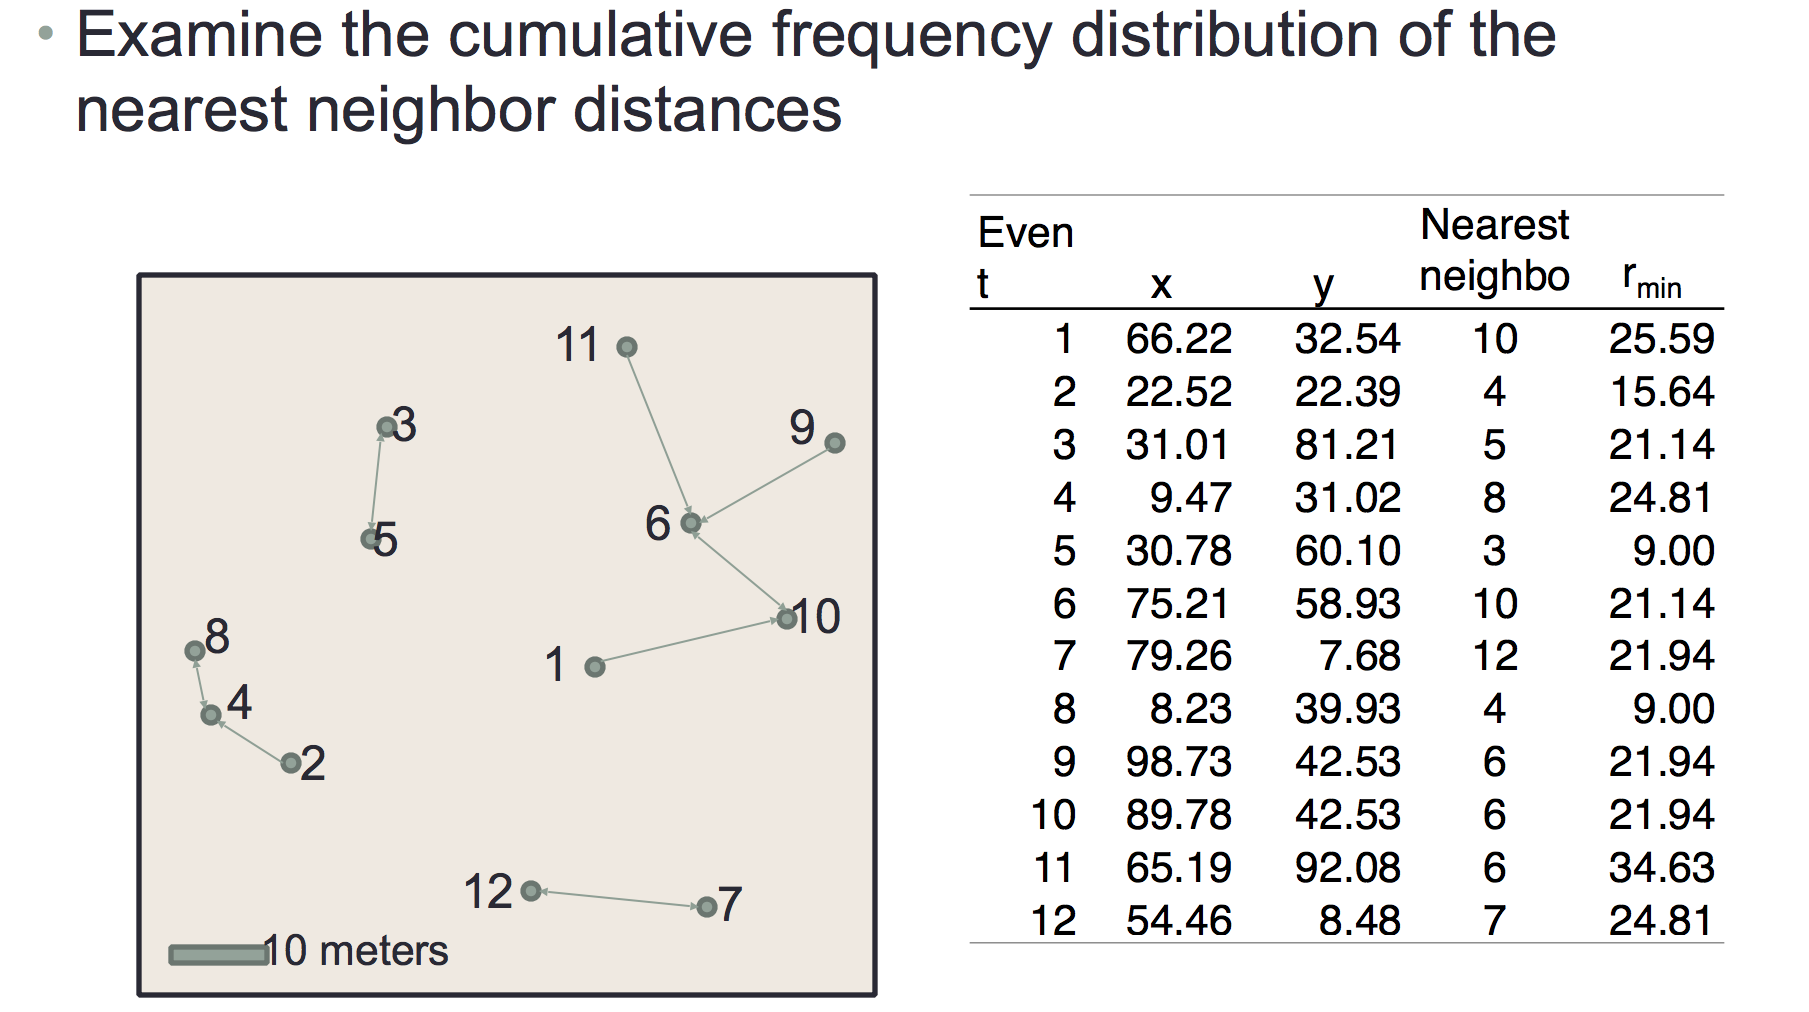 • Examine the cumulative frequency distribution of the
nearest neighbor distances
11
3
9
6
5
10
8
1
4
2
12
7
10 meters
Even
t x y Nearest
neighbo rmin
1 66.22 32.54 10 25.59
2 22.52 22.39 4 15.64
3 31.01 81.21 5 21.14
4 9.47 31.02 8 24.81
5 30.78 60.10 3 9.00
6 75.21 58.93 10 21.14
7 79.26 7.68 12 21.94
8 8.23 39.93 4 9.00
9 98.73 42.53 6 21.94
10 89.78 42.53 6 21.94
11 65.19 92.08 6 34.63
12 54.46 8.48 7 24.81